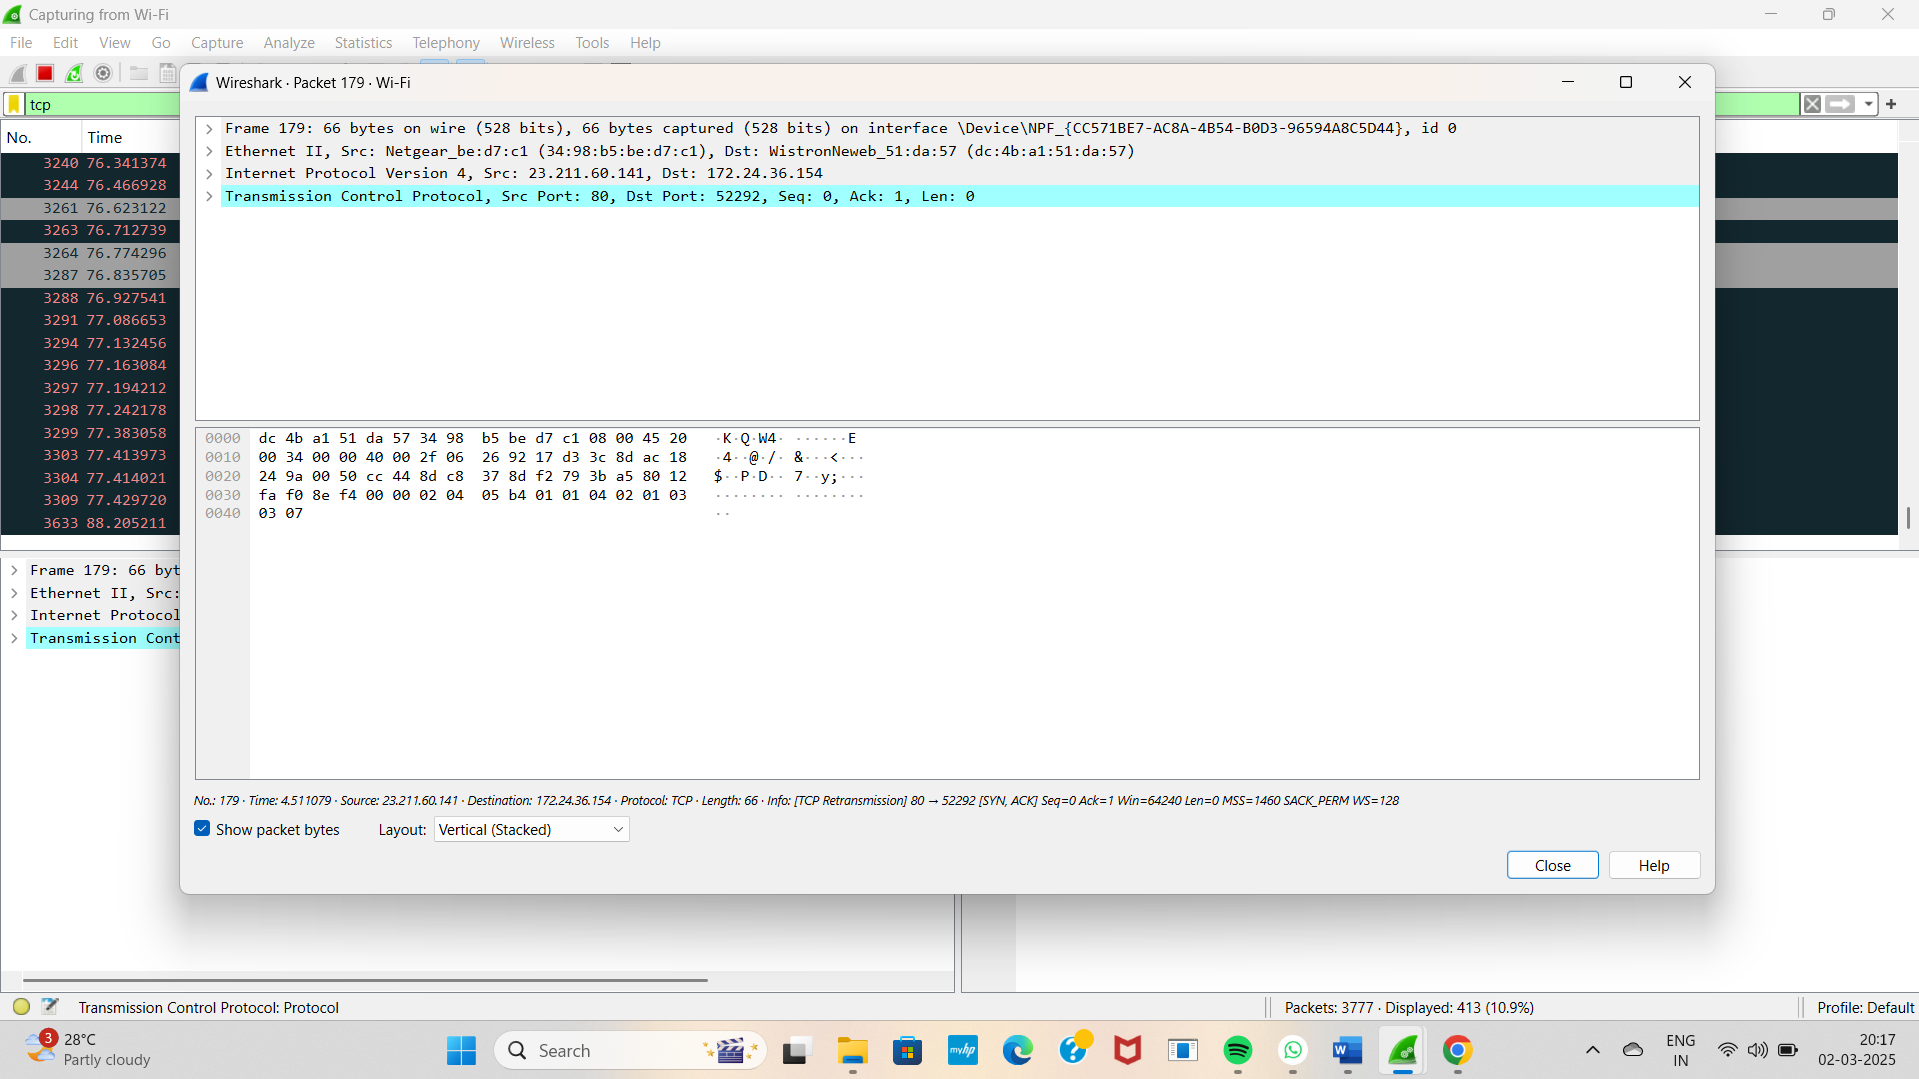 Capturing from Wi-Fi
File Edit View Go Capture Analyze Statistics Telephony Wireless Tools Help
Wireshark · Packet 179 · Wi-Fi
tcp
No. Time
3240 76.341374
3244 76.466928
3261 76.623122
3263 76.712739
3264 76.774296
3287 76.835705
3288 76.927541
3291 77.086653
3294 77.132456
3296 77.163084
3297 77.194212
3298 77.242178
3299 77.383058
3303 77.413973
3304 77.414021
3309 77.429720
3633 88.205211
Frame 179: 66 byt
Ethernet II, Src:
Internet Protocol
Transmission Cont
Frame 179: 66 bytes on wire (528 bits), 66 bytes captured (528 bits) on interface \Device\NPF_{CC571BE7-AC8A-4B54-B0D3-96594A8C5D44}, id 0
Ethernet II, Src: Netgear_be:d7:c1 (34:98:b5:be:d7:c1), Dst: WistronNeweb_51:da:57 (dc:4b:a1:51:da:57)
Internet Protocol Version 4, Src: 23.211.60.141, Dst: 172.24.36.154
Transmission Control Protocol, Src Port: 80, Dst Port: 52292, Seq: 0, Ack: 1, Len: 0
0000 dc 4b a1 51 da 57 34 98 b5 be d7 c1 08 00 45 20 ·K·Q·W4· ······E
0010 00 34 00 00 40 00 2f 06 26 92 17 d3 3c 8d ac 18 ·4··@·/· &···<···
0020 24 9a 00 50 cc 44 8d c8 37 8d f2 79 3b a5 80 12 $··P·D·· 7··y;···
0030 fa f0 8e f4 00 00 02 04 05 b4 01 01 04 02 01 03 ········ ········
0040 03 07 ··
No.: 179 · Time: 4.511079 · Source: 23.211.60.141 · Destination: 172.24.36.154 · Protocol: TCP · Length: 66 · Info: [TCP Retransmission] 80 → 52292 [SYN, ACK] Seq=0 Ack=1 Win=64240 Len=0 MSS=1460 SACK_PERM WS=128
Show packet bytes Layout: Vertical (Stacked)
Close Help
Transmission Control Protocol: Protocol Packets: 3777 · Displayed: 413 (10.9%) Profile: Default
3 28°C
Partly cloudy
Search
myhp
ENG
IN
20:17
02-03-2025